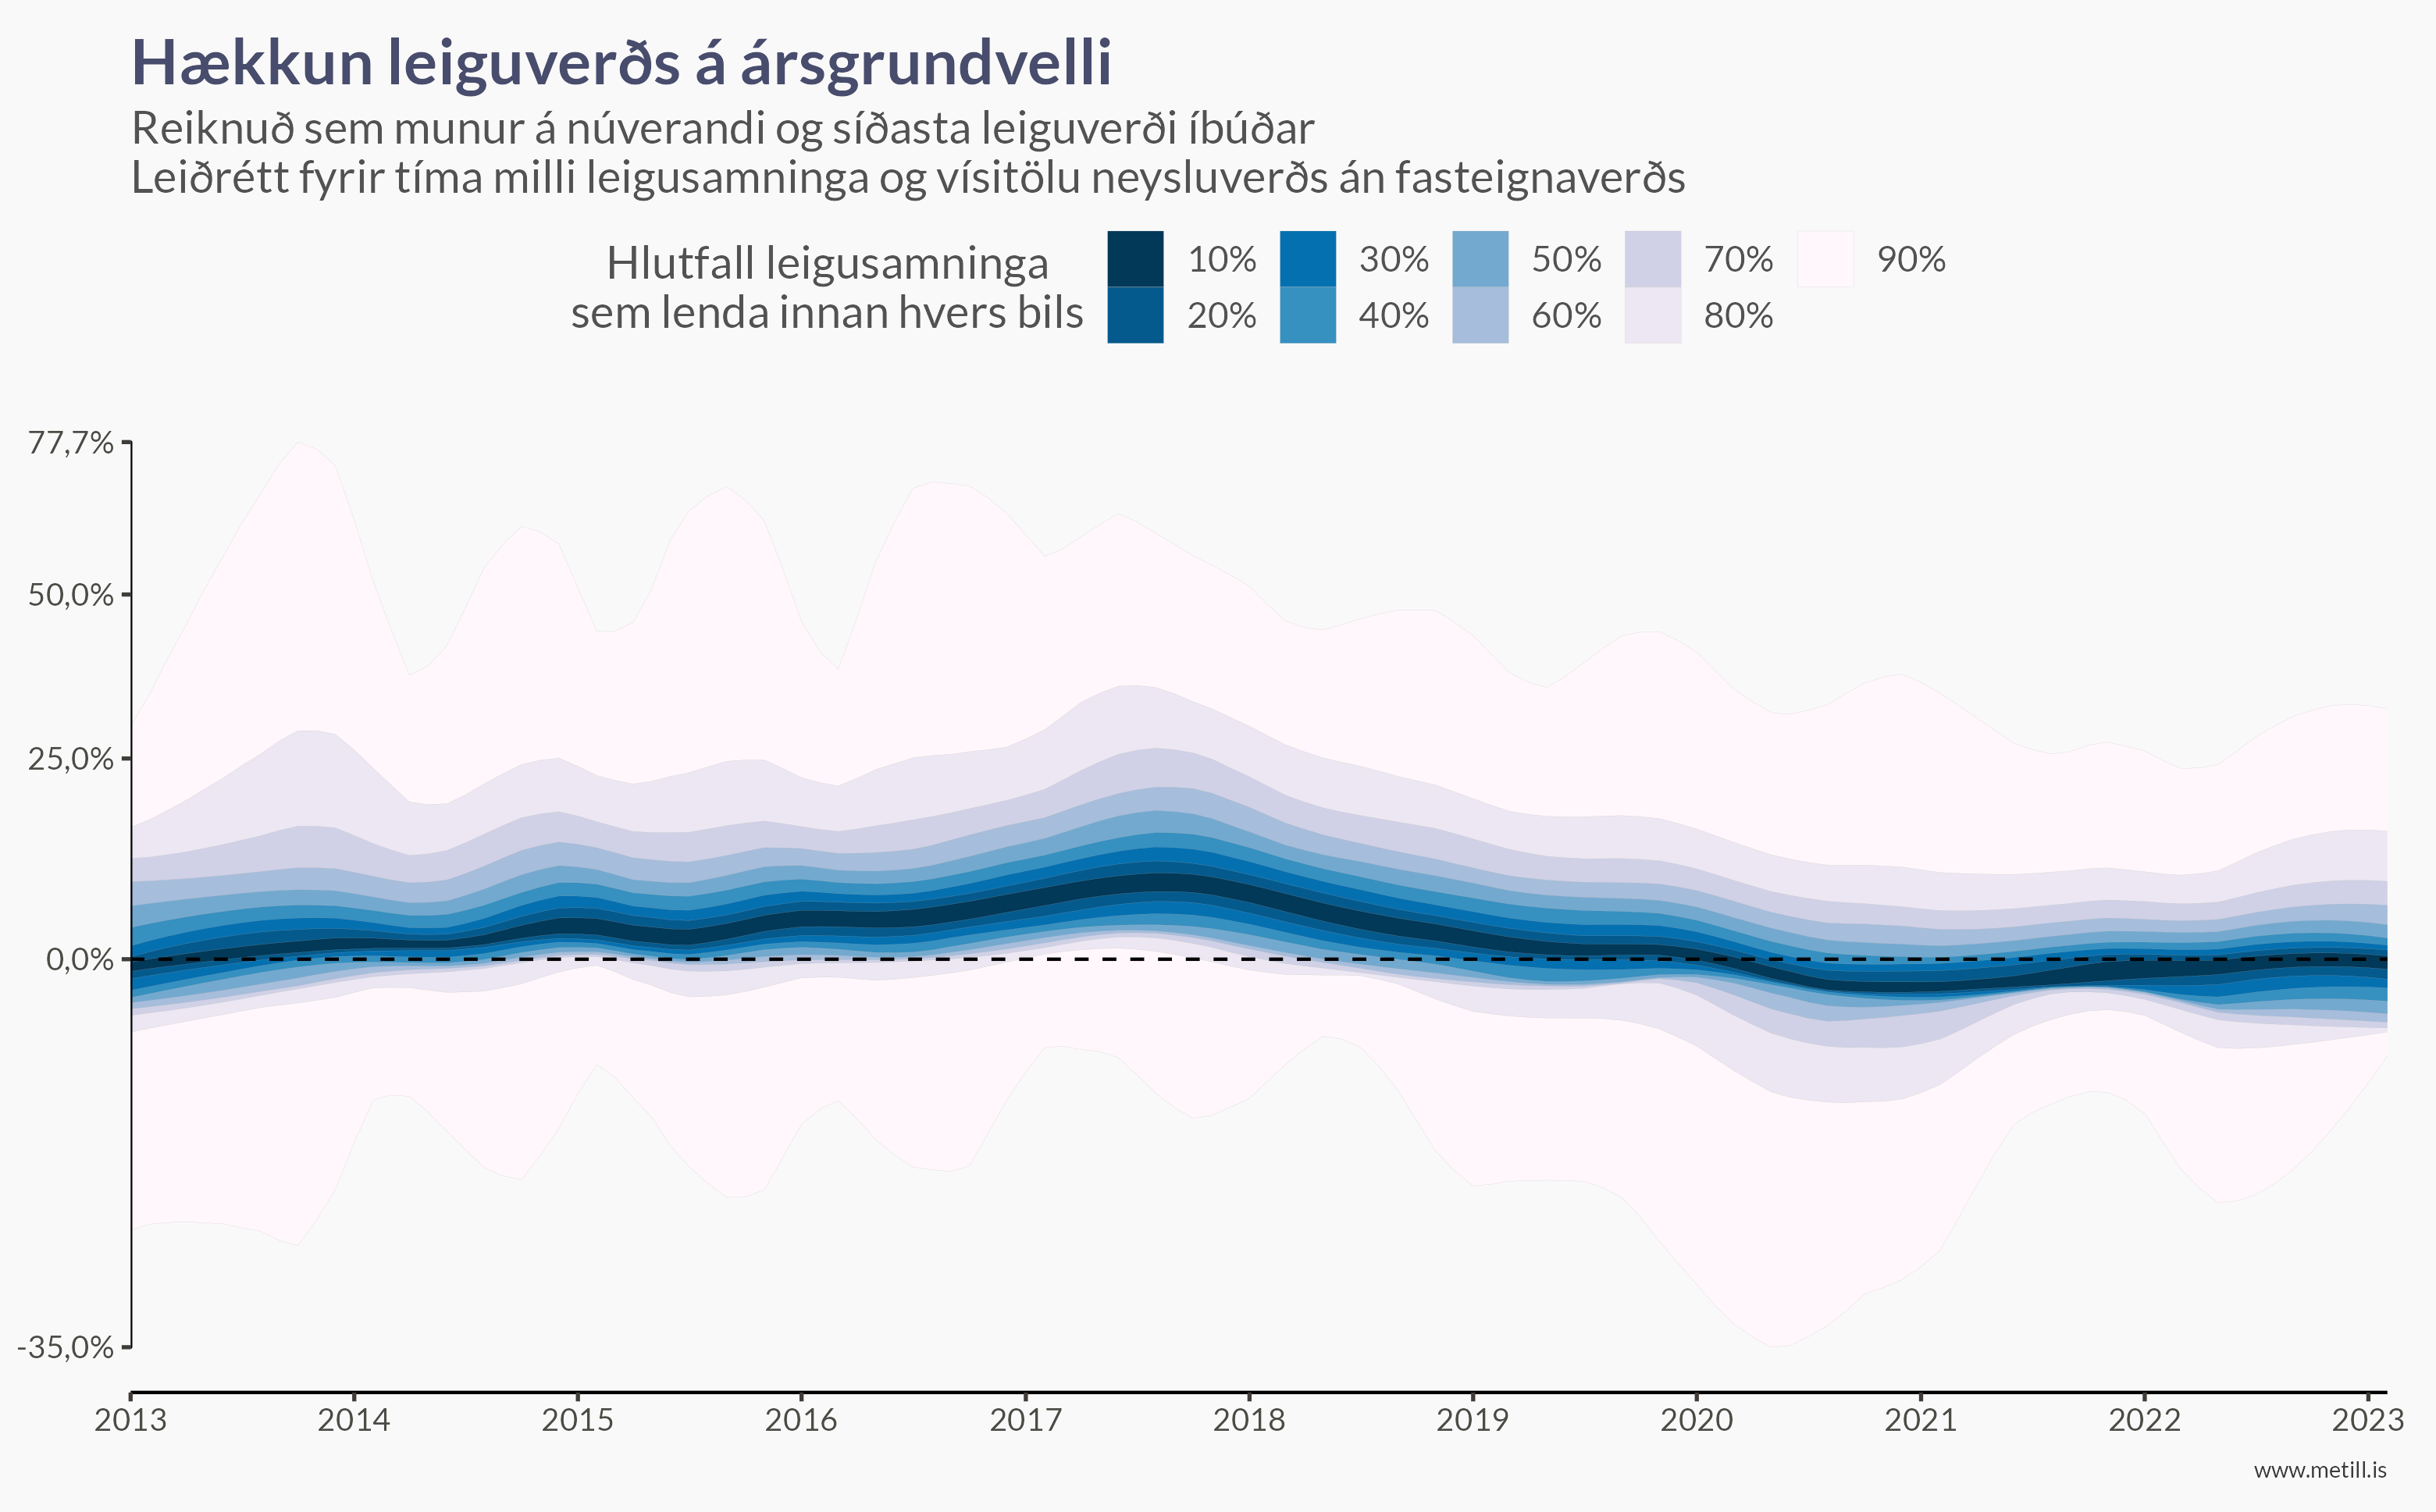 Hækkun leiguverðs á ársgrundvelli
Reiknuð sem munur á núverandi og síðasta leiguverði íbúðar
Leiðrétt fyrir tíma milli leigusamninga og vísitölu neysluverðs án fasteignaverðs
Hlutfall leigusamninga
sem lenda innan hvers bils
10% 30% 50% 70% 90%
20% 40% 60% 80%
77,7%
50,0%
25,0%
0,0%
-35,0%
2013 2014 2015 2016 2017 2018 2019 2020 2021 2022 2023
www.metill.is